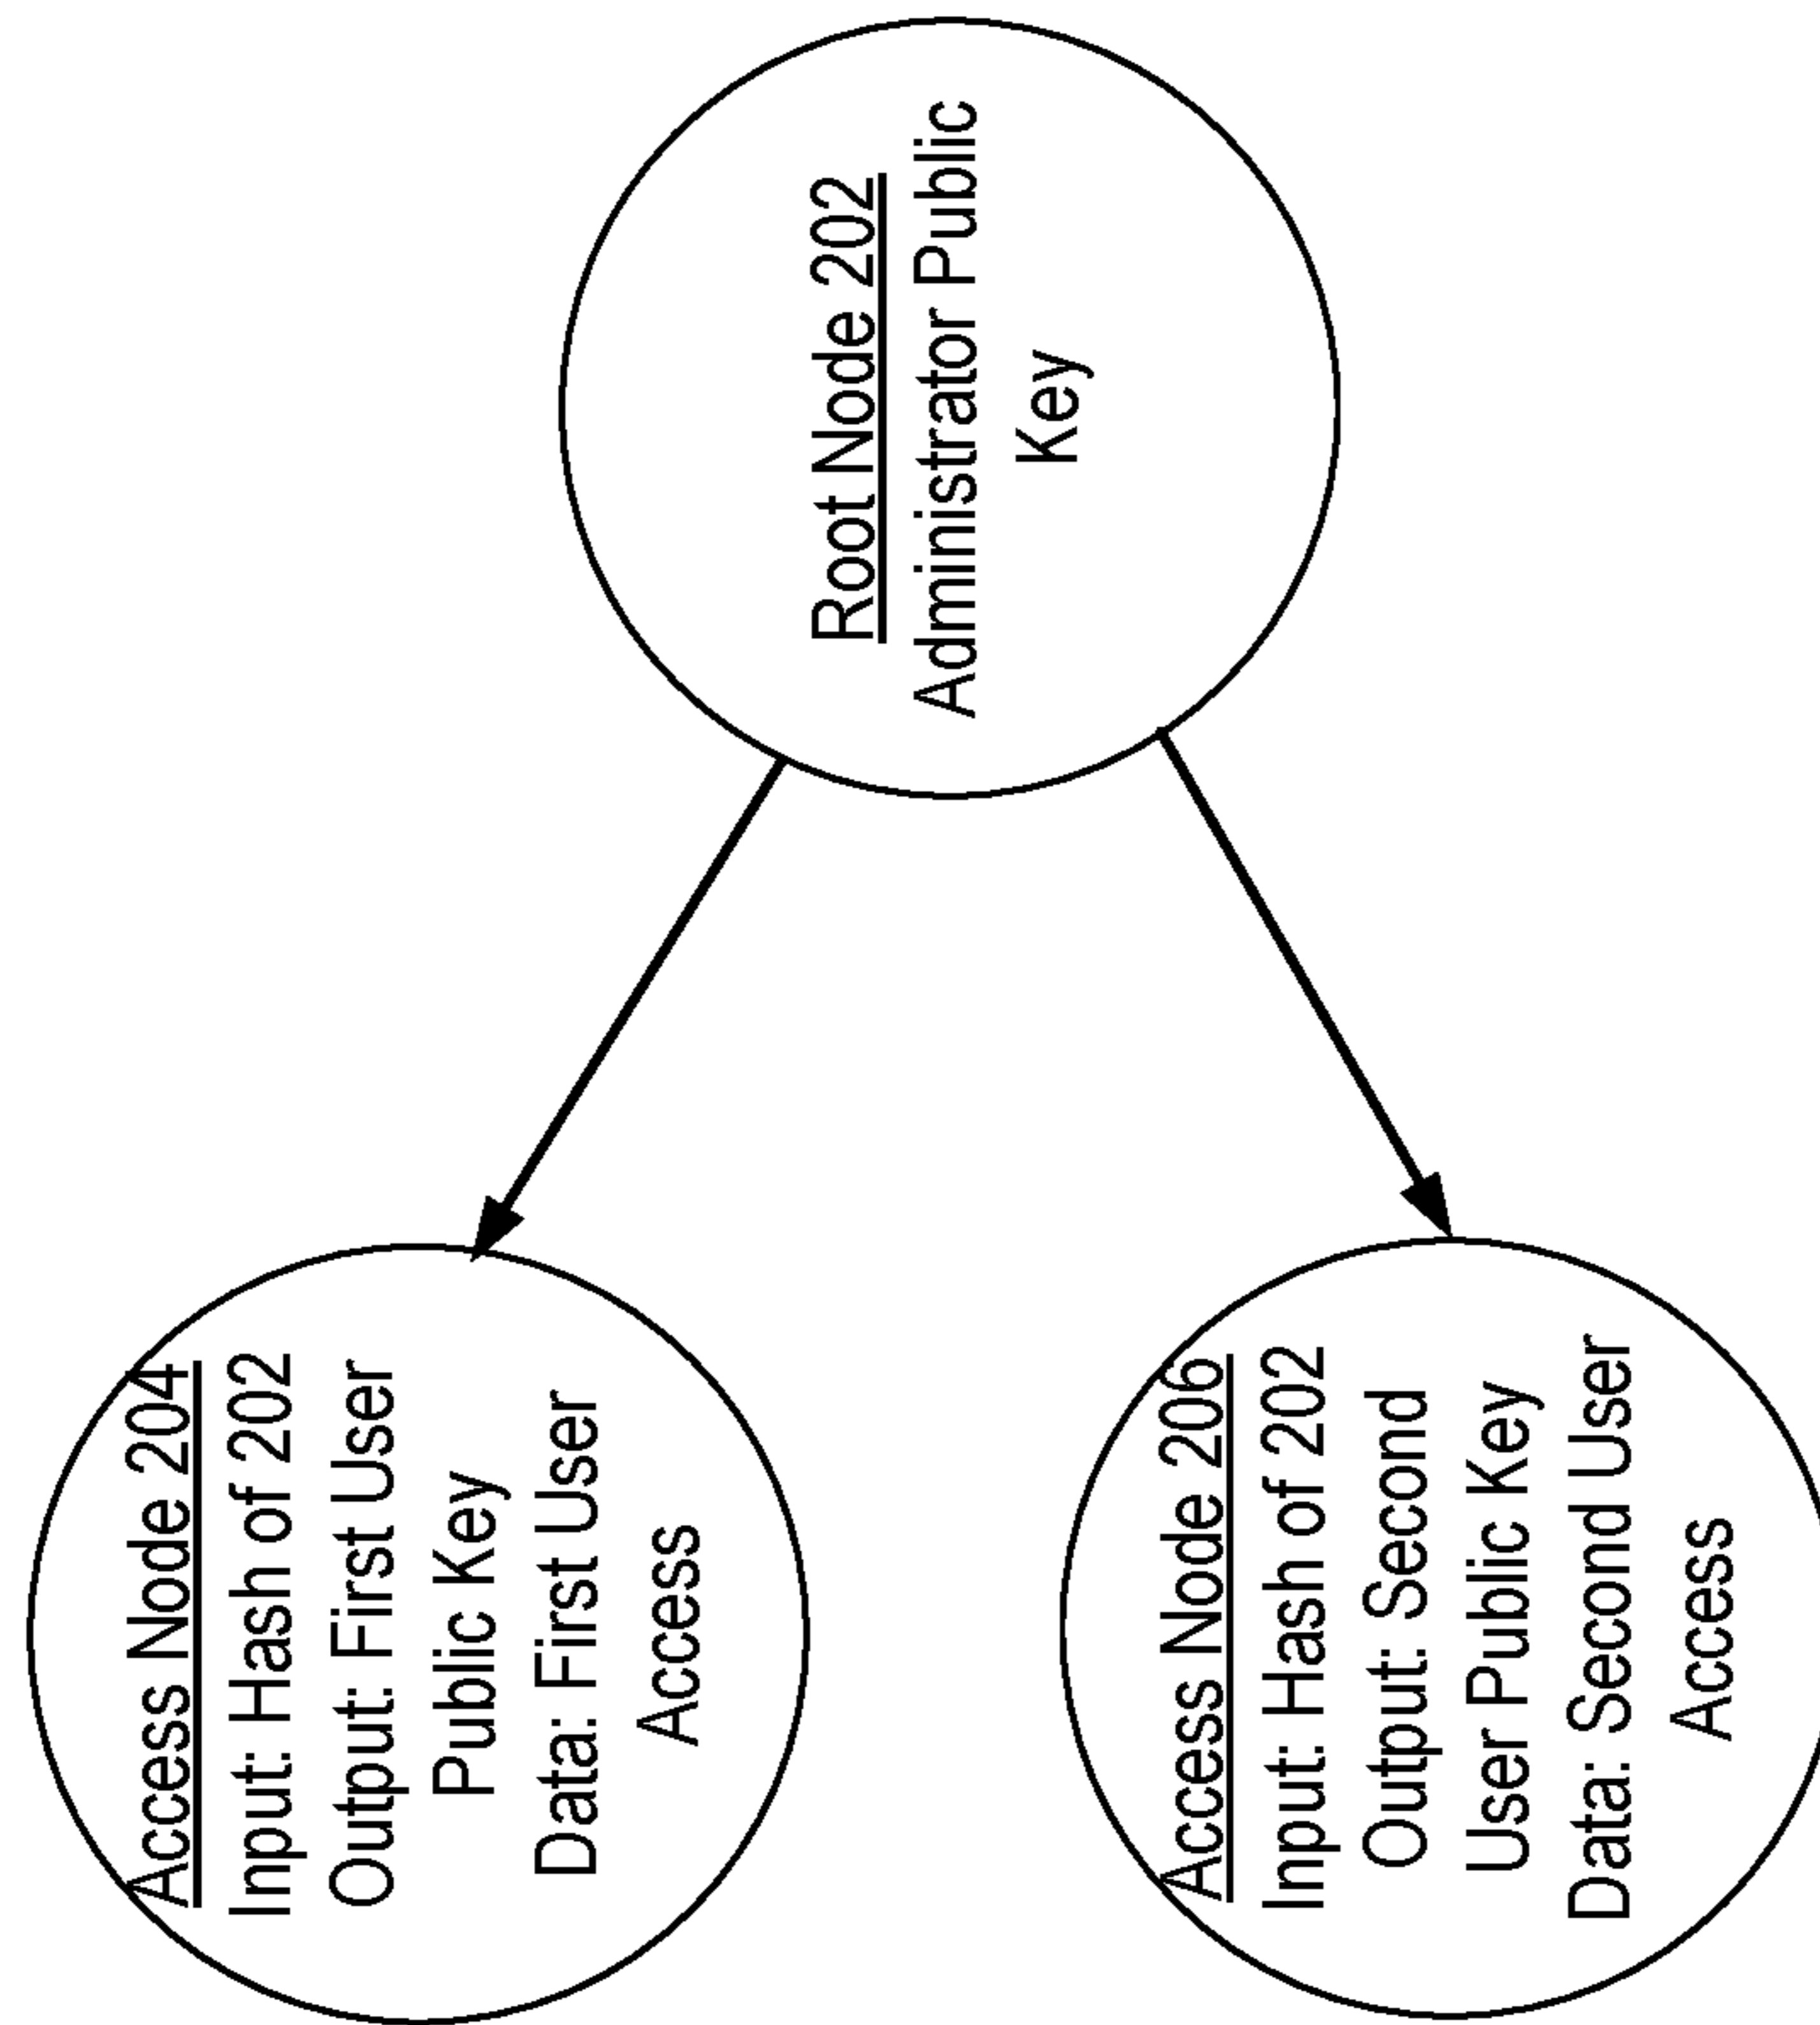 Root Node 202
Administrator Public
Key
Access Node 204
Input: Hash of 202
Output: First User
Public Key
Data: First User
Access
Access Node 206
Input: Hash of 202
Output: Second
User Public Key
Data: Second User
Access